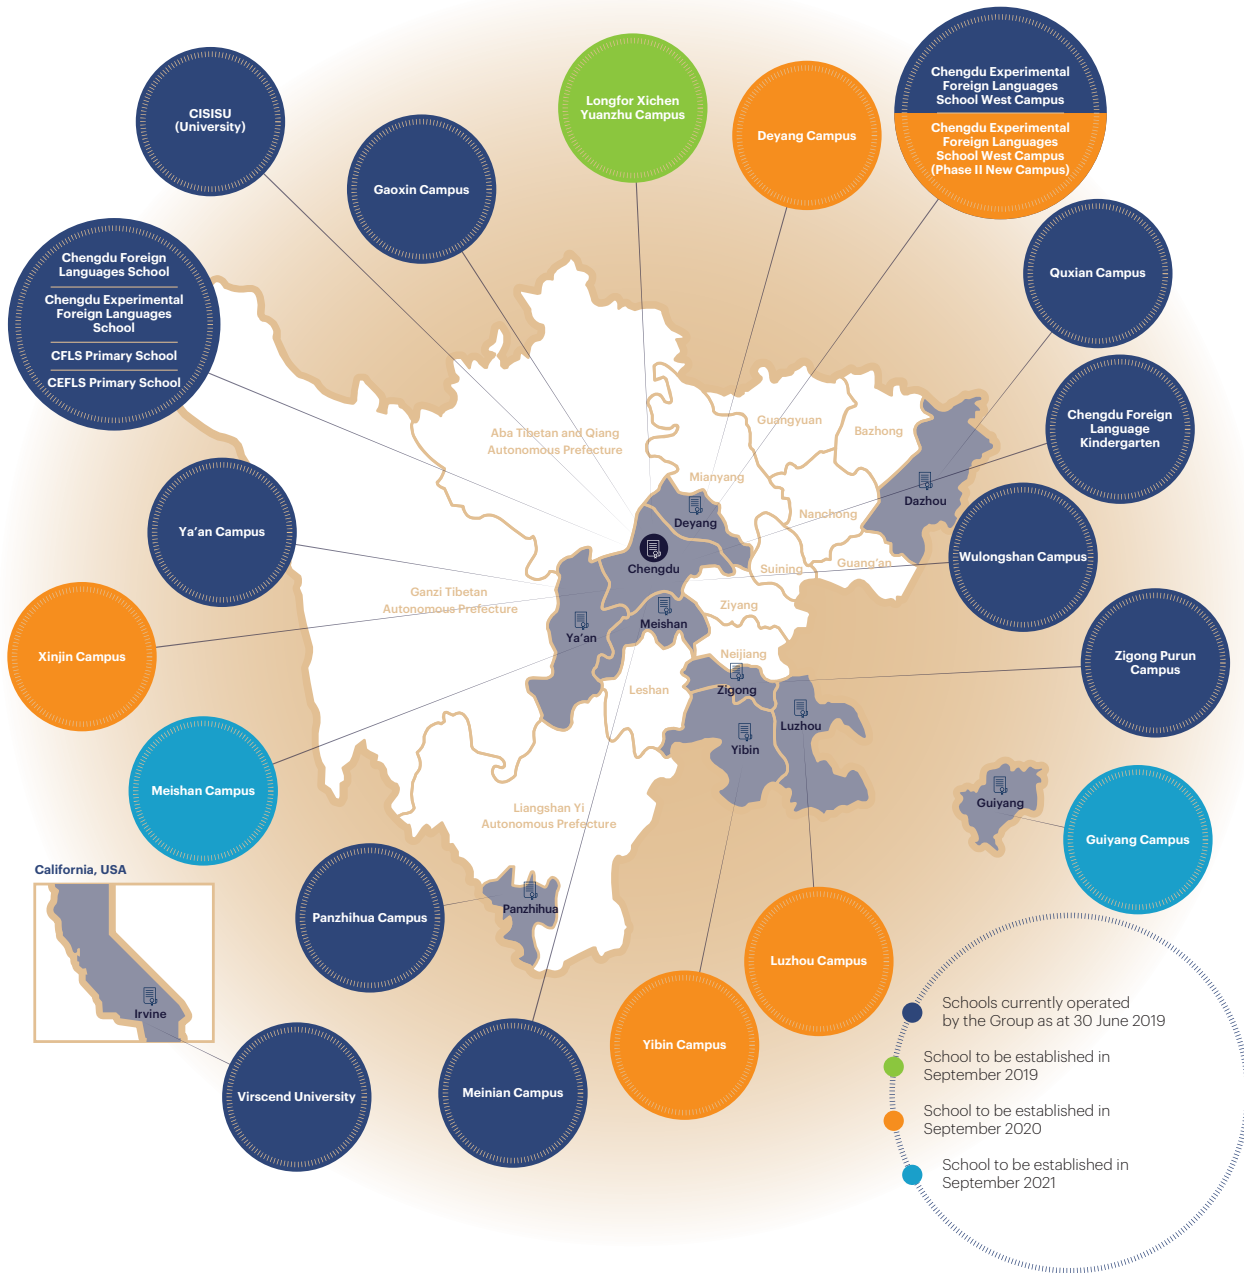 CISISU
(University)
Gaoxin Campus
Longfor Xichen
Yuanzhu Campus
Deyang Campus
Chengdu Experimental
Foreign Languages
School West Campus
Chengdu Experimental
Foreign Languages
School West Campus
(Phase II New Campus)
Chengdu Foreign
Languages School
Chengdu Experimental
Foreign Languages
School
CFLS Primary School
CEFLS Primary School
Quxian Campus
Chengdu Foreign
Language
Kindergarten
Ya’an Campus
Wulongshan Campus
Xinjin Campus
Zigong Purun
Campus
Meishan Campus
Guiyang Campus
Aba Tibetan and Qiang
Autonomous Prefecture
Guangyuan
Bazhong
Mianyang
Dazhou
Nanchong
Deyang
Chengdu
Suining
Guang’an
Ganzi Tibetan
Autonomous Prefecture
Ziyang
Ya’an
Meishan
Neijiang
Leshan
Zigong
Luzhou
Yibin
Guiyang
Liangshan Yi
Autonomous Prefecture
Panzhihua
California, USA
Irvine
Panzhihua Campus
Luzhou Campus
Yibin Campus
Meinian Campus
Virscend University
Schools currently operated
by the Group as at 30 June 2019
School to be established in
September 2019
School to be established in
September 2020
School to be established in
September 2021